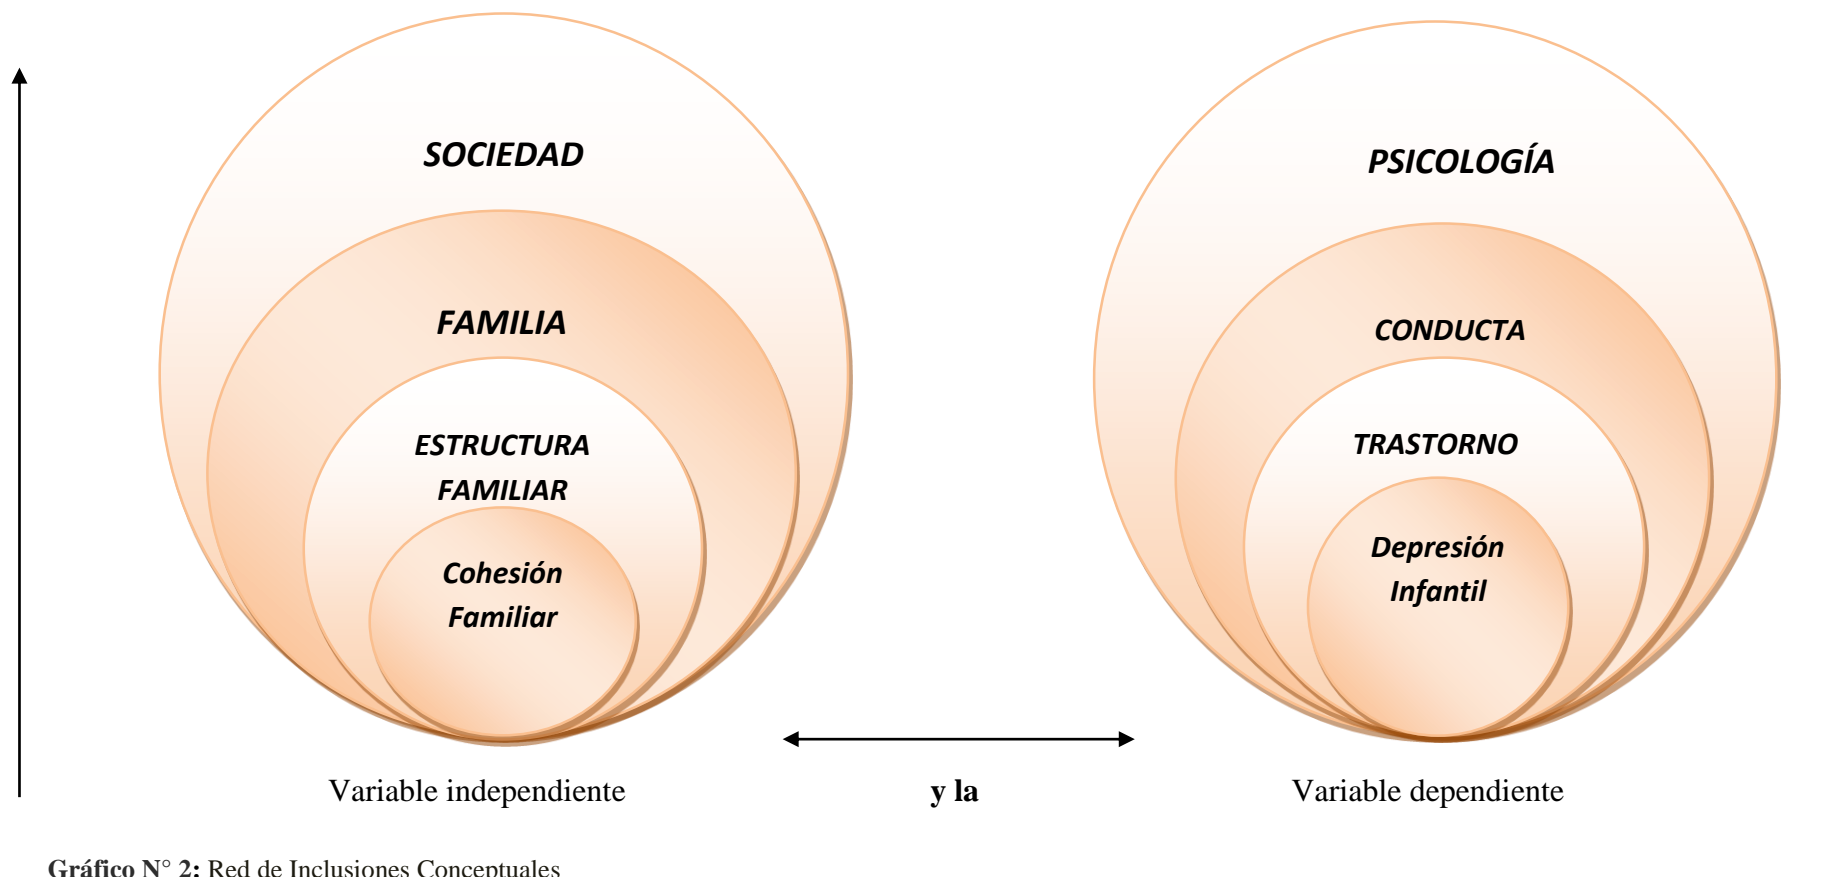 SOCIEDAD
FAMILIA
ESTRUCTURA
FAMILIAR
Cohesión
Familiar
PSICOLOGÍA
CONDUCTA
TRASTORNO
Depresión
Infantil
Variable independiente
y la
Variable dependiente
Gráfico N° 2: Red de Inclusiones Conceptuales